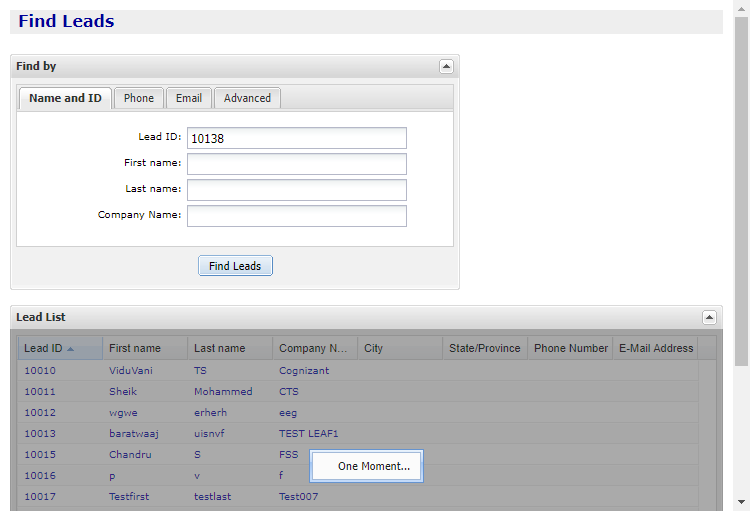 Find Leads
Find by
Name and ID Phone Email Advanced
Lead ID: 10138
First name:
Last name:
Company Name:
Find Leads
Lead List
Lead ID First name Last name Company N... City State/Province Phone Number E-Mail Address
10010 ViduVani TS Cognizant
10011 Sheik Mohammed CTS
10012 wgwe erherh eeg
10013 baratwaaj uisnvf TEST LEAF1
10015 Chandru S FSS
One Moment...
10016 p v f
10017 Testfirst testlast Test007